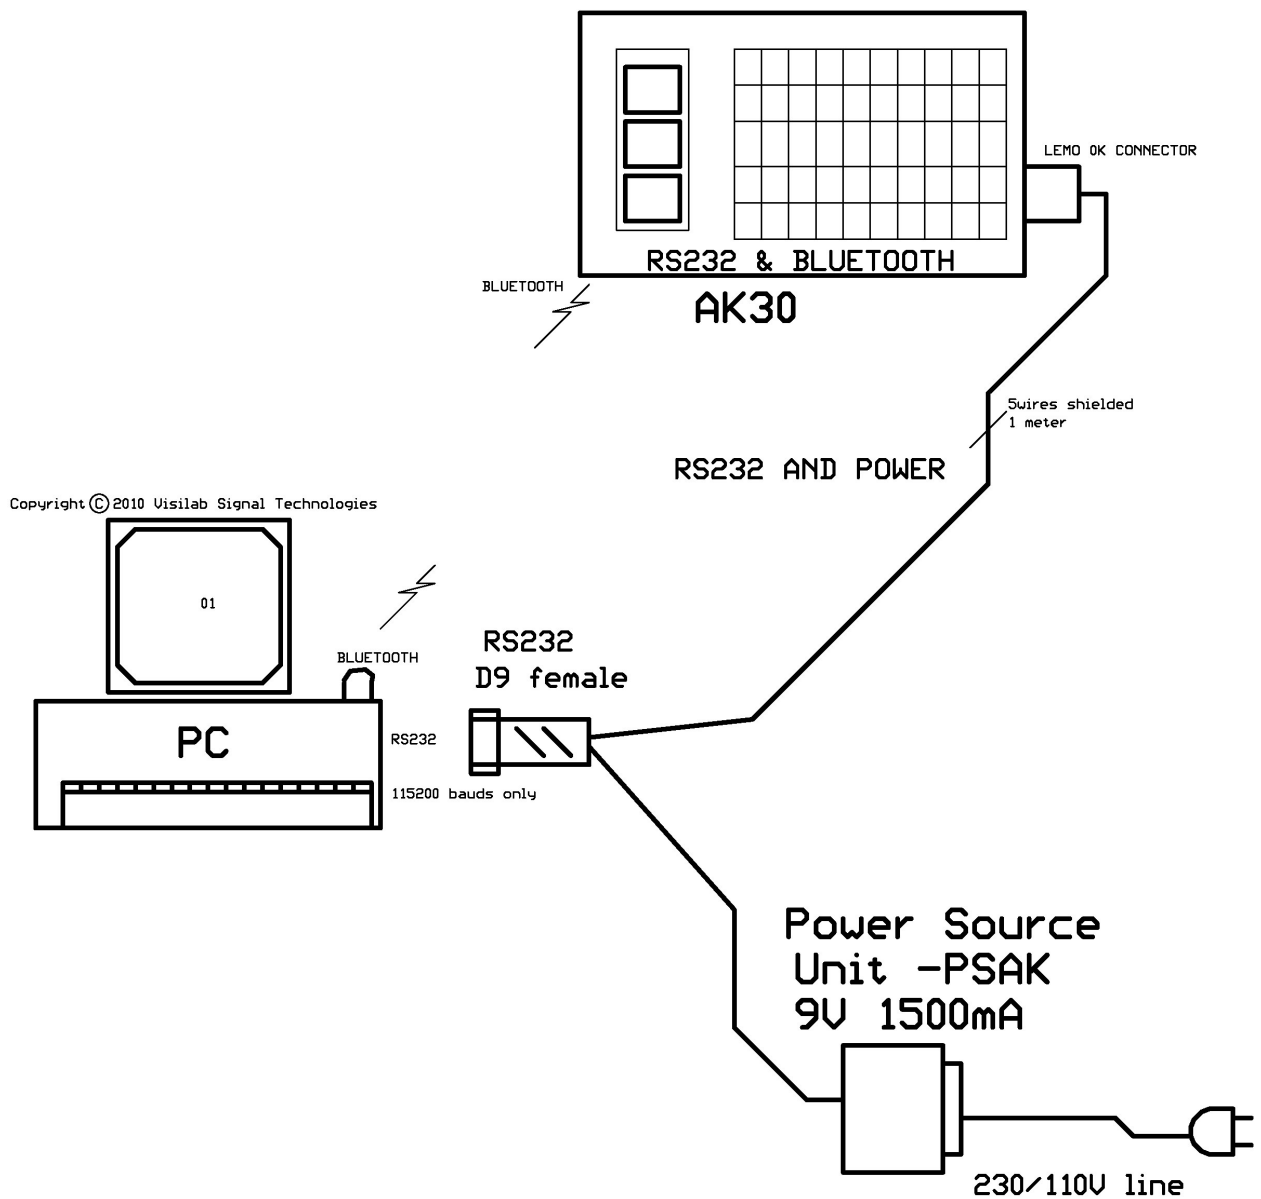 LEMO 0K CONNECTOR
RS232 & BLUETOOTH
BLUETOOTH
AK30
5wires shielded
1 meter
RS232 AND POWER
Copyright © 2010 Visilab Signal Technologies
01
BLUETOOTH
RS232
D9 female
PC
RS232
115200 bauds only
Power Source
Unit -PSAK
9V 1500mA
230/110V line